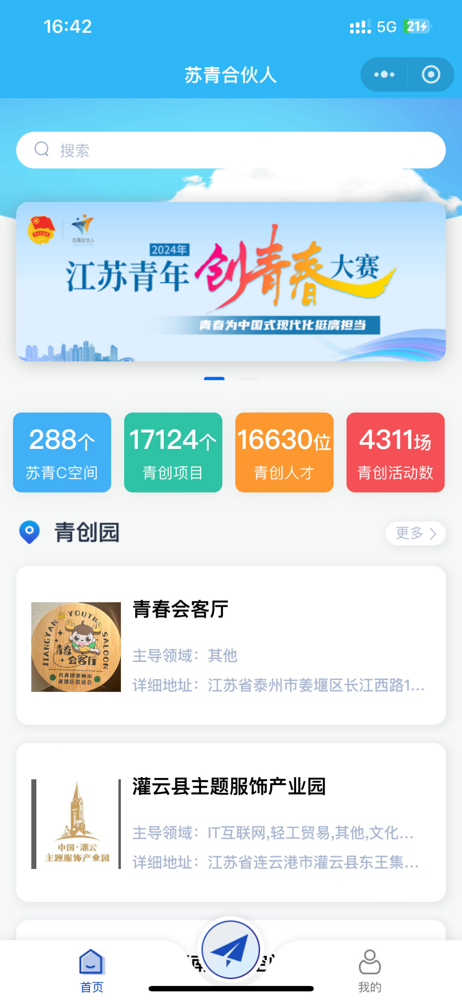 16:42
5G 21
苏青合伙人
搜索
苏青合伙人
2024年
江苏青年创青春大赛
青春为中国式现代化挺膺担当
288个
苏青C空间
17124个
青创项目
16630位
青创人才
4311场
青创活动数
青创园
更多
JIANGYAN YOUTH SALOON
青春
会客厅
共青团泰州市
姜堰区委员会
青春会客厅
主导领域：其他
详细地址：江苏省泰州市姜堰区长江西路1...
中国·灌云
主题服饰产业园
灌云县主题服饰产业园
主导领域：IT互联网,轻工贸易,其他,文化...
详细地址：江苏省连云港市灌云县东王集...
首页
我的